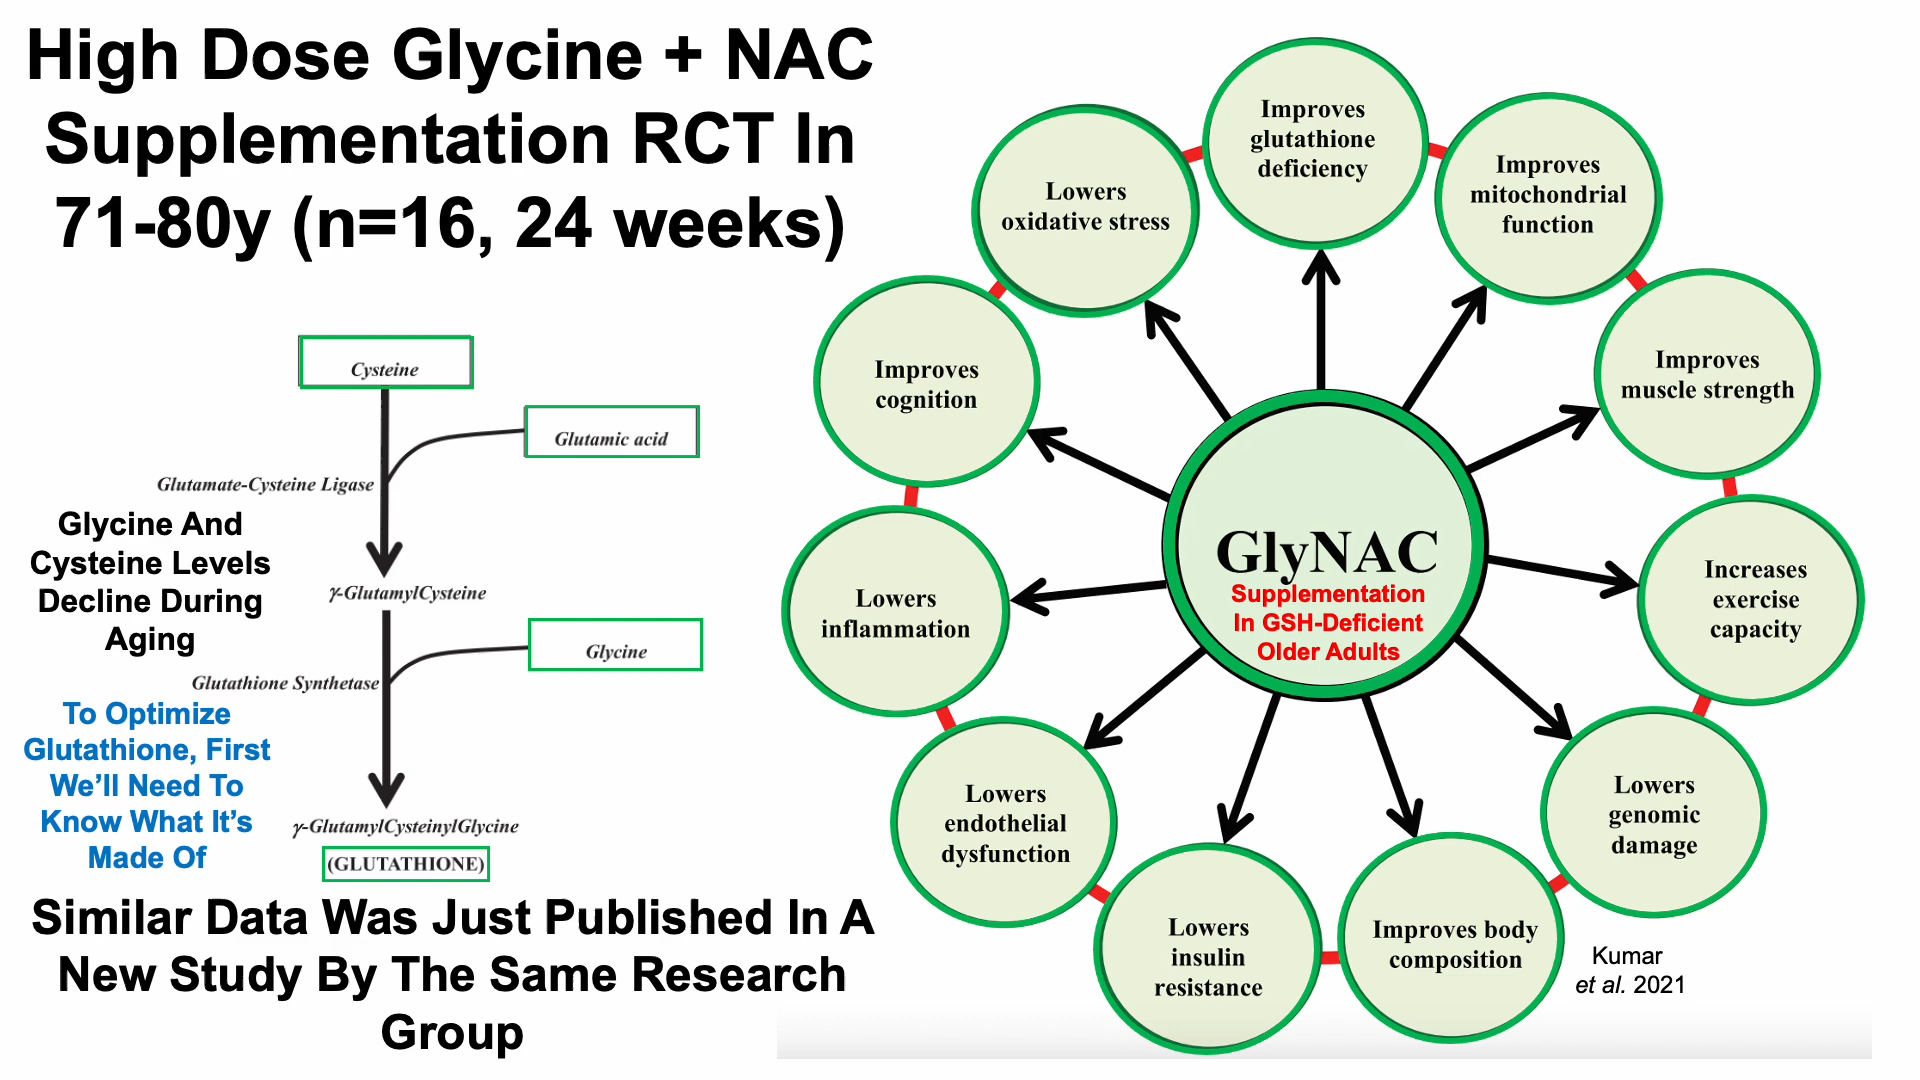 High Dose Glycine + NAC
Supplementation RCT In
71-80y (n=16, 24 weeks)
Cysteine
Glutamic acid
Glutamate-Cysteine Ligase
Glycine And
Cysteine Levels
Decline During
Aging
γ-GlutamylCysteine
Glycine
Glutathione Synthetase
To Optimize
Glutathione, First
We’ll Need To
Know What It’s
Made Of
γ-GlutamylCysteinylGlycine
(GLUTATHIONE)
Similar Data Was Just Published In A
New Study By The Same Research
Group
GlyNAC
Supplementation
In GSH-Deficient
Older Adults
Improves
glutathione
deficiency
Improves
mitochondrial
function
Improves
muscle strength
Increases
exercise
capacity
Lowers
genomic
damage
Improves body
composition
Lowers
insulin
resistance
Lowers
endothelial
dysfunction
Lowers
inflammation
Improves
cognition
Lowers
oxidative stress
Kumar
et al. 2021